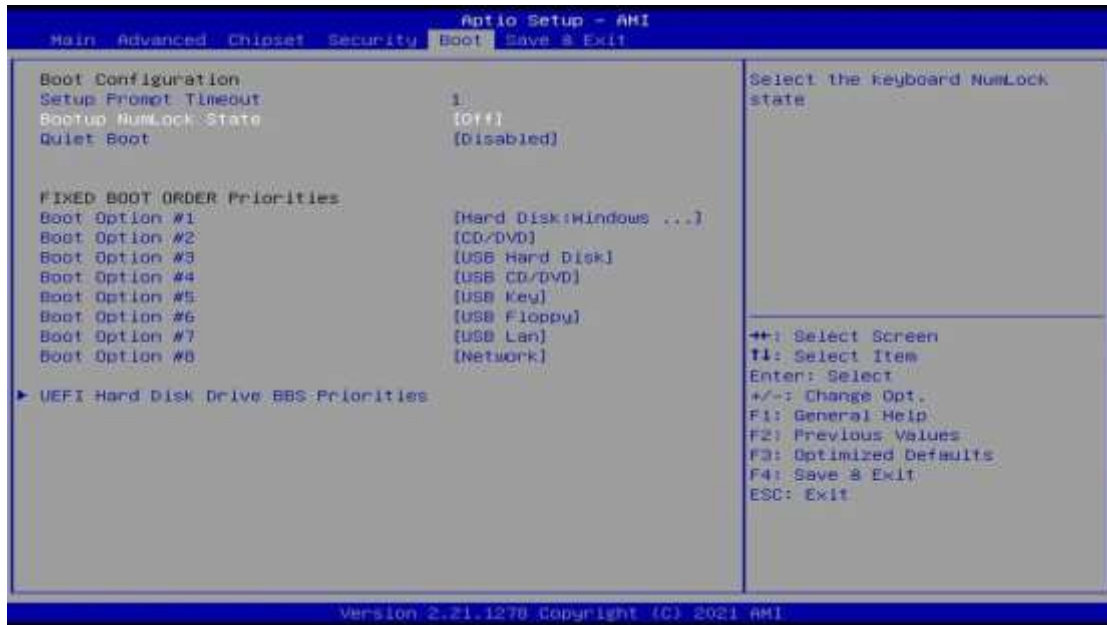 Aptio Setup - AMI
Main Advanced Chipset Security Boot Save & Exit
Boot Configuration
Setup Prompt Timeout 1
Bootup NumLock State [Off]
Quiet Boot [Disabled]
FIXED BOOT ORDER Priorities
Boot Option #1 [Hard Disk:Windows ...]
Boot Option #2 [CD/DVD]
Boot Option #3 [USB Hard Disk]
Boot Option #4 [USB CD/DVD]
Boot Option #5 [USB Key]
Boot Option #6 [USB Floppy]
Boot Option #7 [USB Lan]
Boot Option #8 [Network]
▶ UEFI Hard Disk Drive BBS Priorities
Select the keyboard NumLock
state
→←: Select Screen
↑↓: Select Item
Enter: Select
+/-: Change Opt.
F1: General Help
F2: Previous Values
F3: Optimized Defaults
F4: Save & Exit
ESC: Exit
Version 2.21.1278 Copyright (C) 2021 AMI